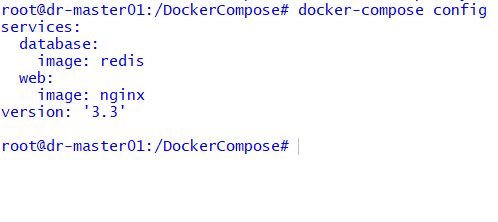 root@dr-master01:/DockerCompose# docker-compose config
services:
  database:
    image: redis
  web:
    image: nginx
version: '3.3'

root@dr-master01:/DockerCompose#